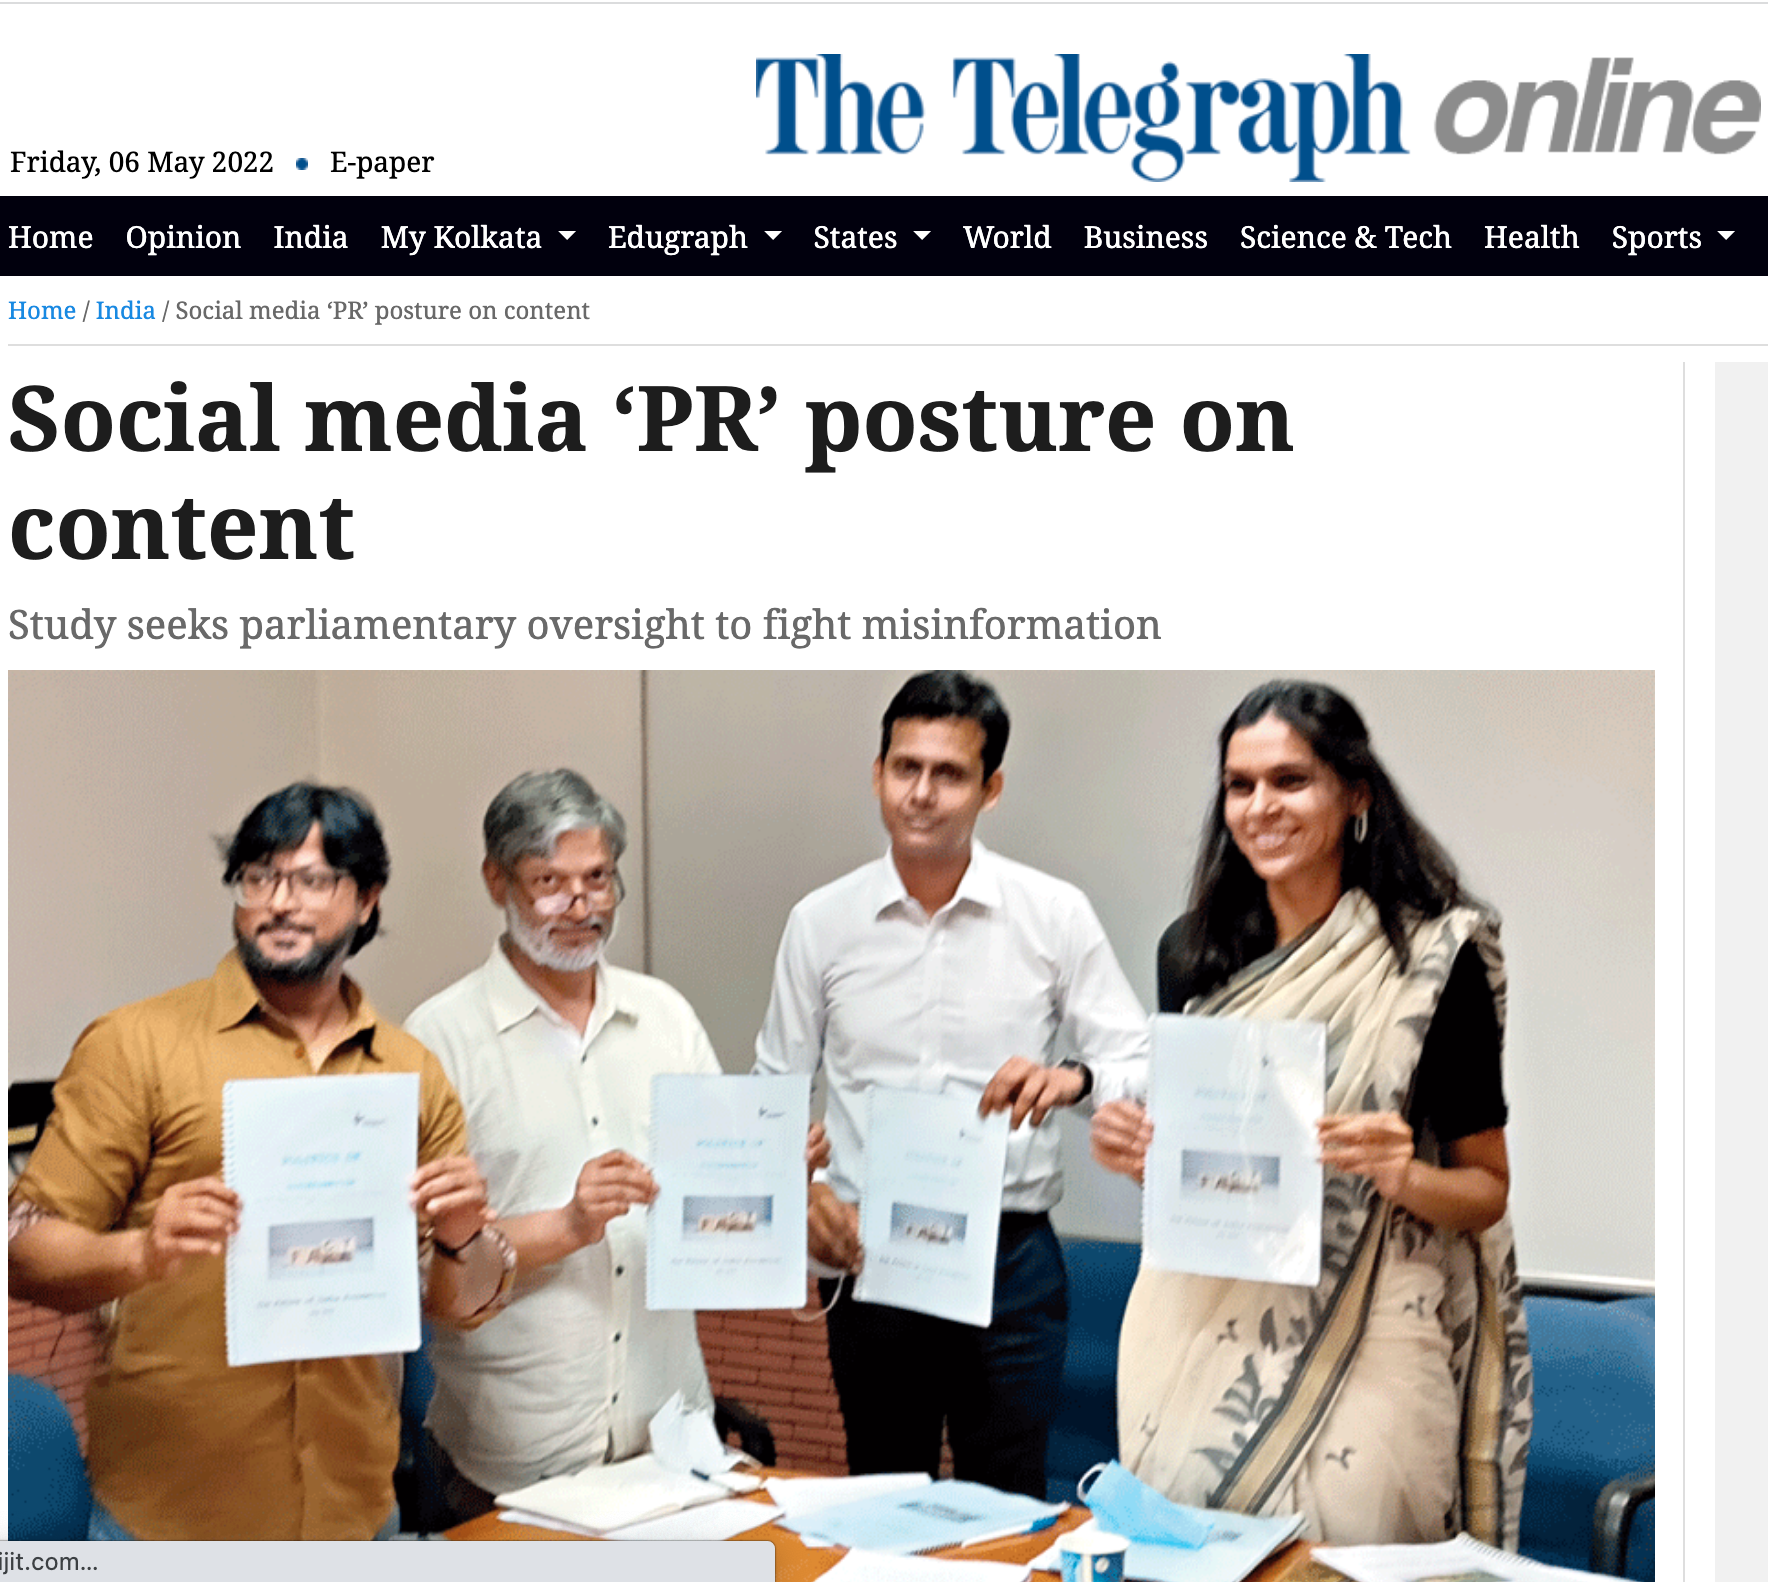 The Telegraph online
Friday, 06 May 2022 • E-paper
Home Opinion India My Kolkata Edugraph States World Business Science & Tech Health Sports
Home / India / Social media ‘PR’ posture on content
Social media ‘PR’ posture on
content
Study seeks parliamentary oversight to fight misinformation
ijit.com...